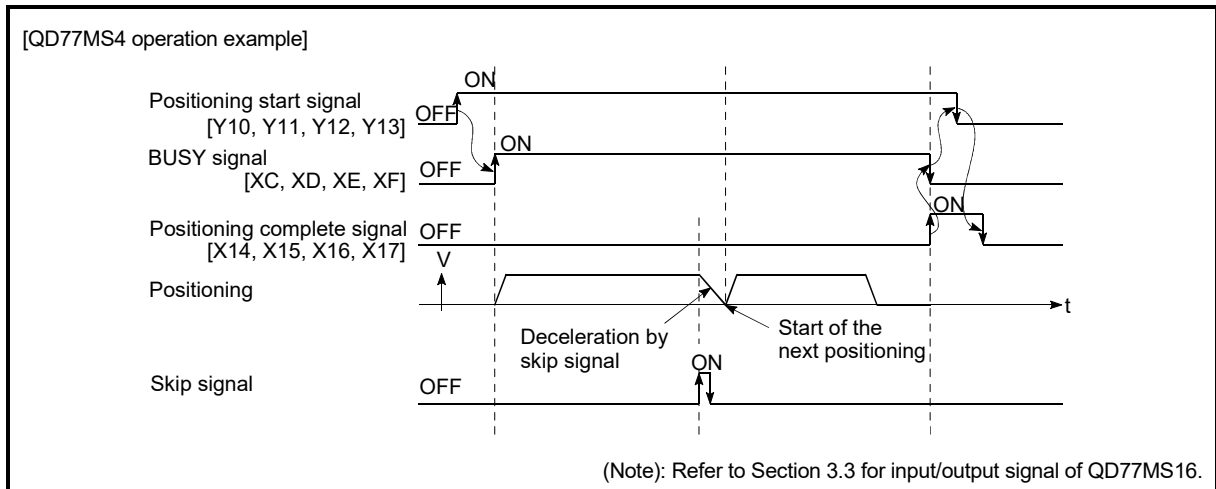 [QD77MS4 operation example]
ON
Positioning start signal
[Y10, Y11, Y12, Y13]
OFF
ON
BUSY signal
[XC, XD, XE, XF]
OFF
ON
Positioning complete signal
[X14, X15, X16, X17]
OFF
V
Positioning
t
Deceleration by
skip signal
Start of the
next positioning
ON
Skip signal
OFF
(Note): Refer to Section 3.3 for input/output signal of QD77MS16.